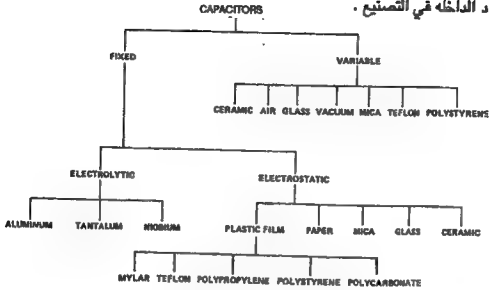 د الداخله في التصنيع .
CAPACITORS
FIXED
VARIABLE
CERAMIC AIR GLASS VACUUM MICA TEFLON POLYSTYRENE
ELECTROLYTIC
ELECTROSTATIC
ALUMINUM TANTALUM NIOBIUM
PLASTIC FILM PAPER MICA GLASS CERAMIC
MYLAR TEFLON POLYPROPYLENE POLYSTYRENE POLYCARBONATE